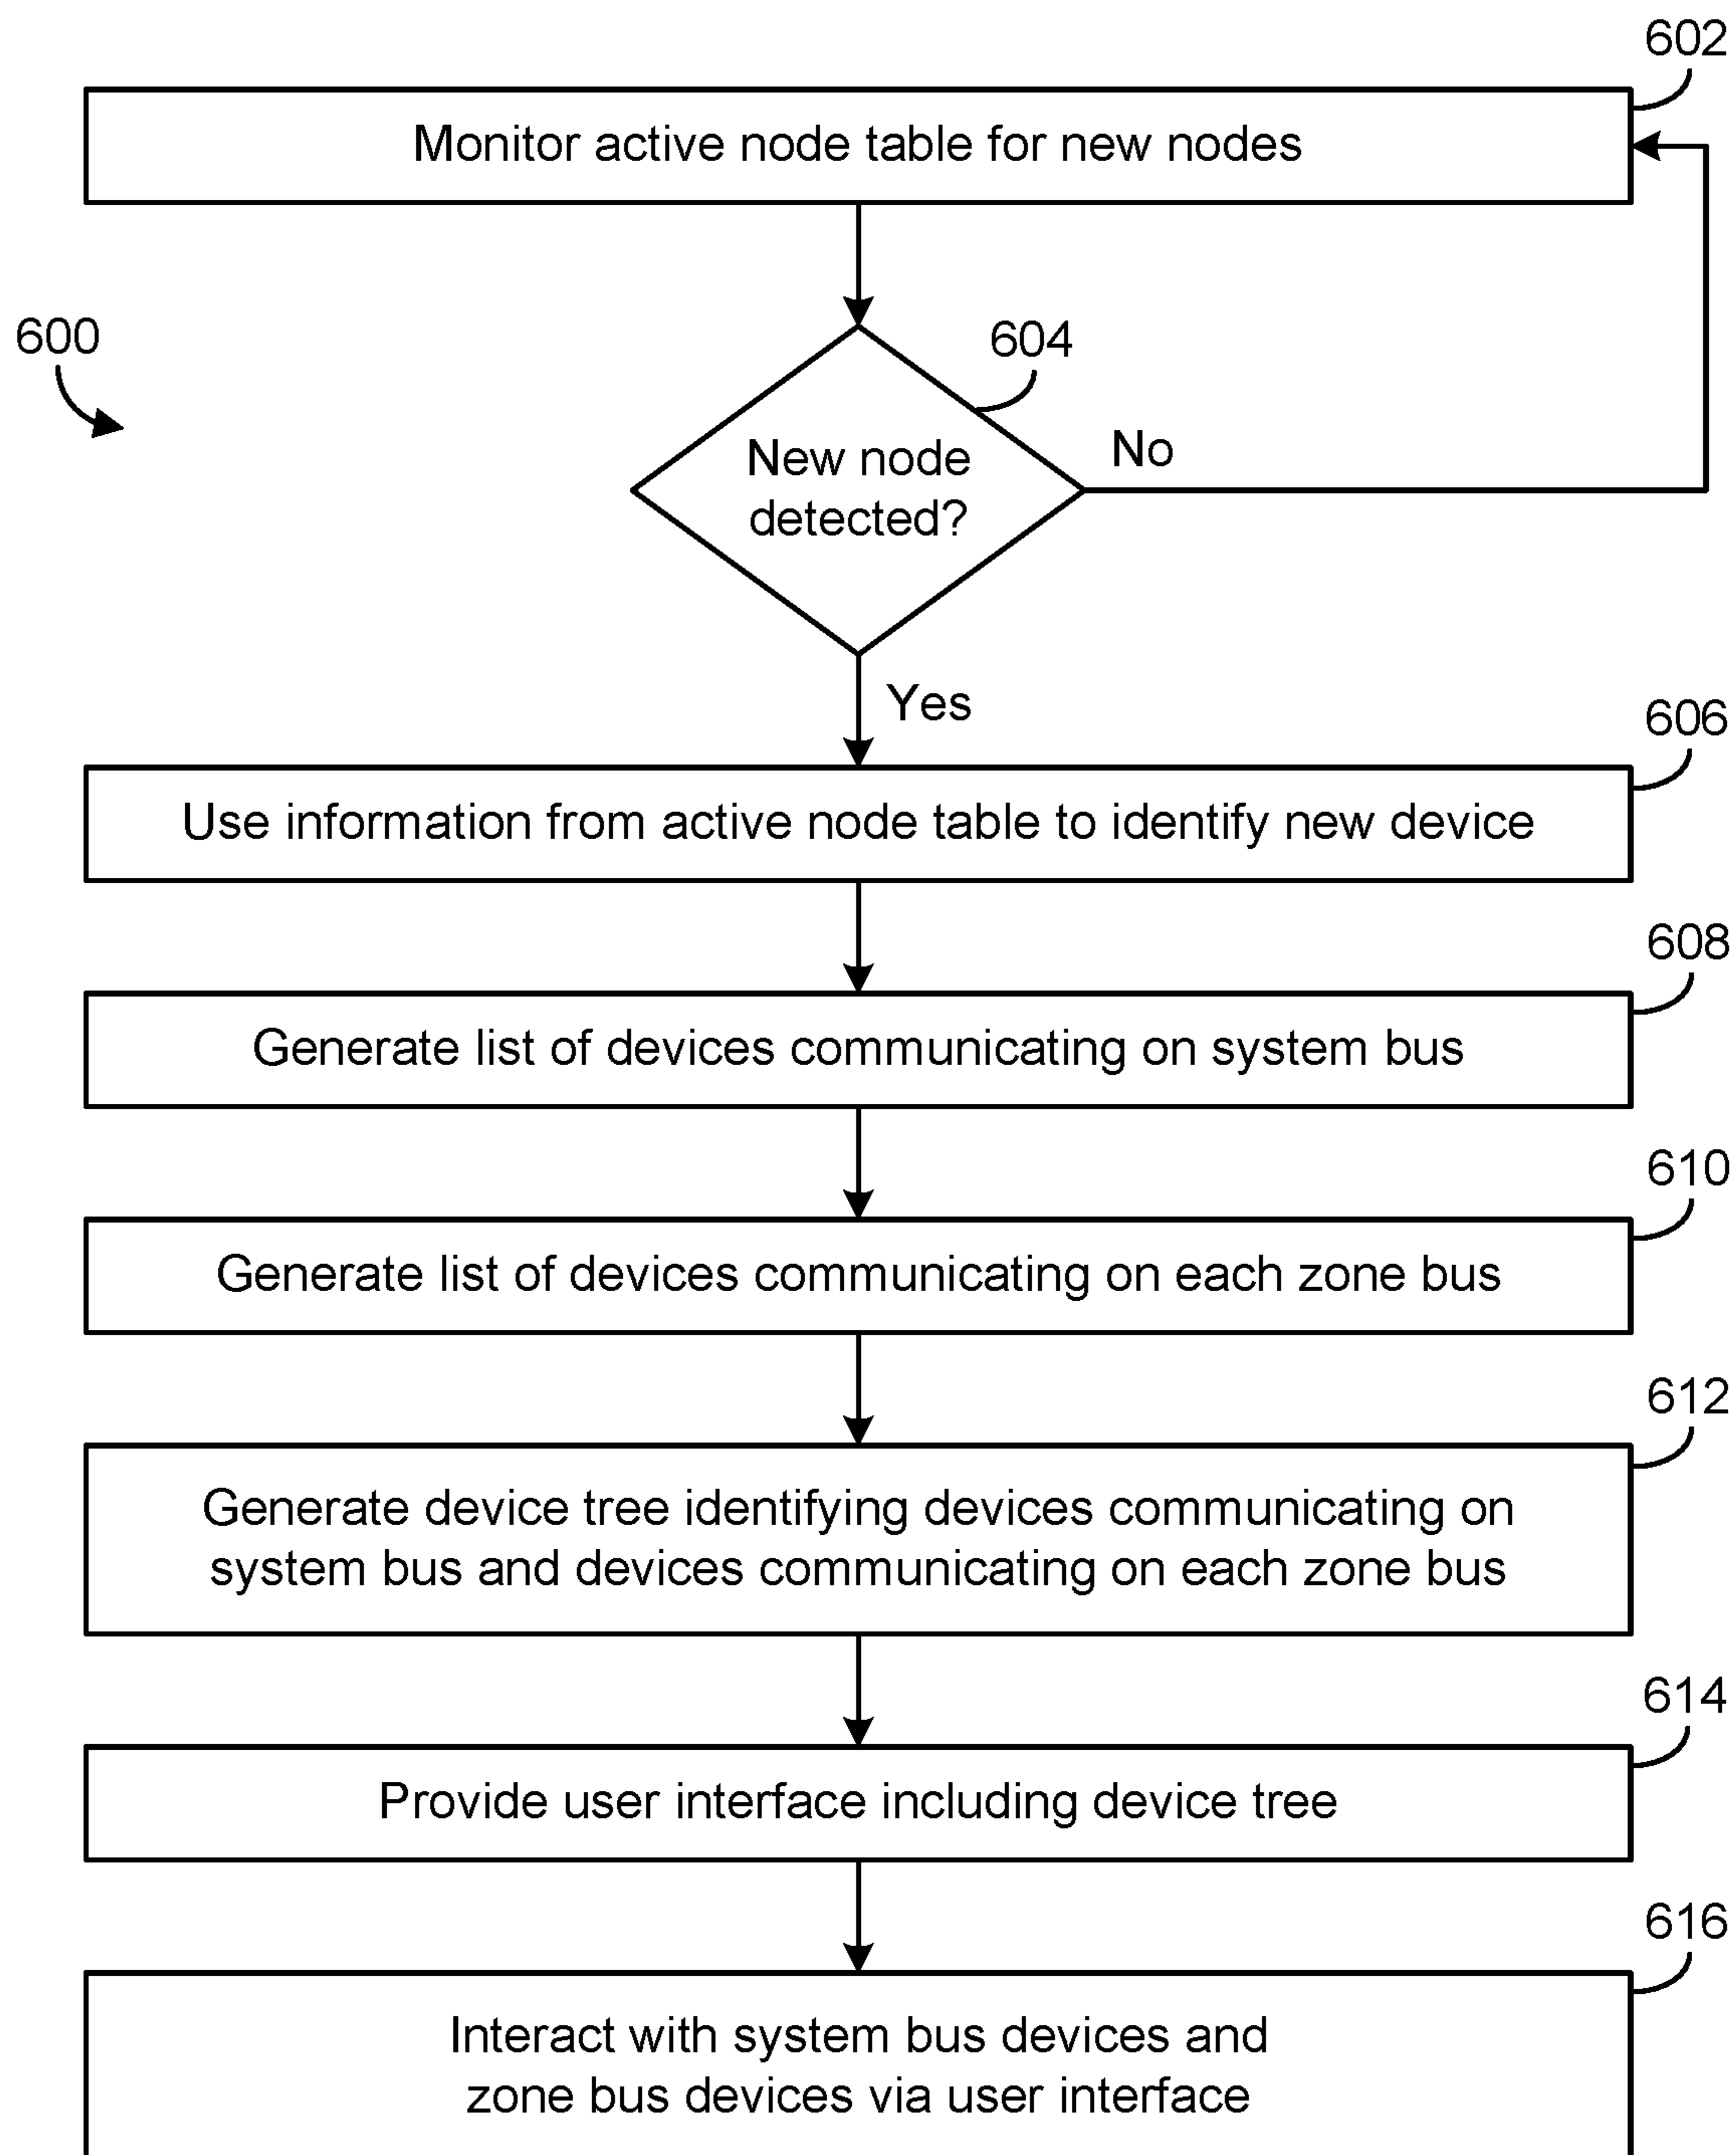 602
Monitor active node table for new nodes
600
604
New node
detected?
No
Yes
606
Use information from active node table to identify new device
608
Generate list of devices communicating on system bus
610
Generate list of devices communicating on each zone bus
612
Generate device tree identifying devices communicating on
system bus and devices communicating on each zone bus
614
Provide user interface including device tree
616
Interact with system bus devices and
zone bus devices via user interface